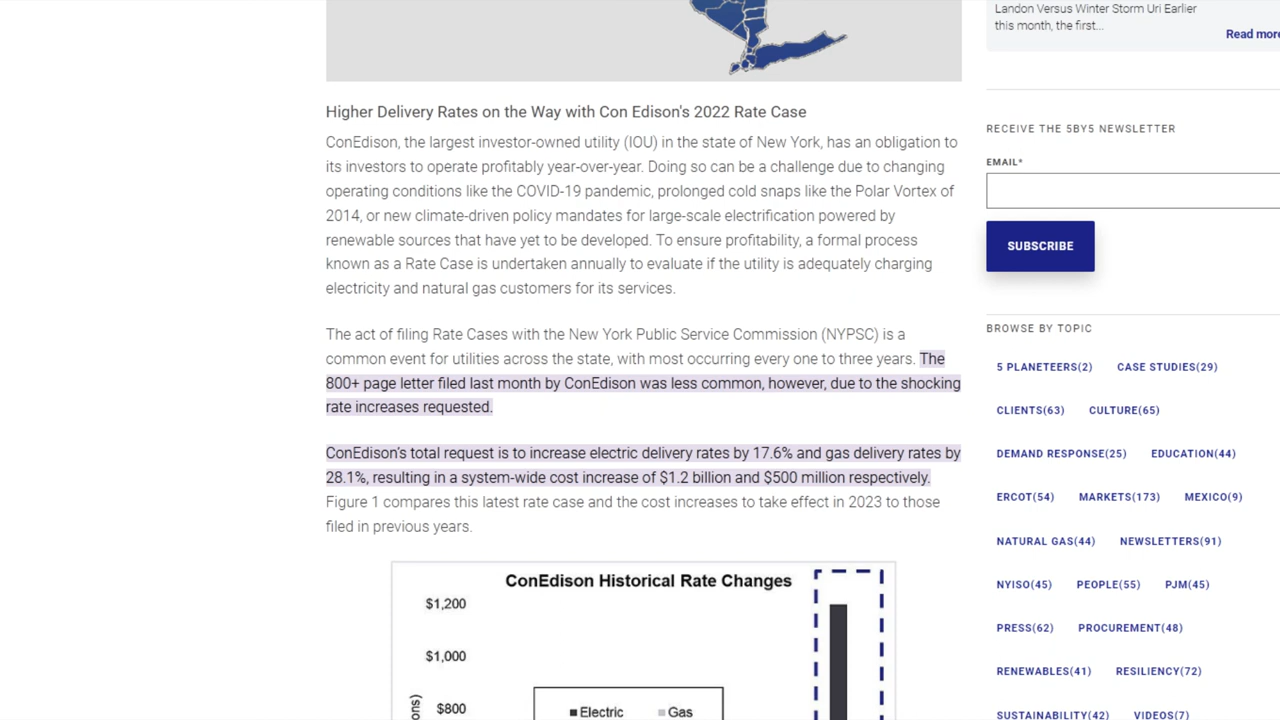 Higher Delivery Rates on the Way with Con Edison's 2022 Rate Case
ConEdison, the largest investor-owned utility (IOU) in the state of New York, has an obligation to
its investors to operate profitably year-over-year. Doing so can be a challenge due to changing
operating conditions like the COVID-19 pandemic, prolonged cold snaps like the Polar Vortex of
2014, or new climate-driven policy mandates for large-scale electrification powered by
renewable sources that have yet to be developed. To ensure profitability, a formal process
known as a Rate Case is undertaken annually to evaluate if the utility is adequately charging
electricity and natural gas customers for its services.
The act of filing Rate Cases with the New York Public Service Commission (NYPSC) is a
common event for utilities across the state, with most occurring every one to three years. The
800+ page letter filed last month by ConEdison was less common, however, due to the shocking
rate increases requested.
ConEdison's total request is to increase electric delivery rates by 17.6% and gas delivery rates by
28.1%, resulting in a system-wide cost increase of $1.2 billion and $500 million respectively.
Figure 1 compares this latest rate case and the cost increases to take effect in 2023 to those
filed in previous years.
ConEdison Historical Rate Changes
$1,200
$1,000
$800
ons)
Electric Gas
Landon Versus Winter Storm Uri Earlier
this month, the first...
Read more
RECEIVE THE 5BY5 NEWSLETTER
EMAIL*
SUBSCRIBE
BROWSE BY TOPIC
5 PLANETEERS(2) CASE STUDIES(29)
CLIENTS(63) CULTURE(65)
DEMAND RESPONSE(25) EDUCATION(44)
ERCOT(54) MARKETS(173) MEXICO(9)
NATURAL GAS(44) NEWSLETTERS(91)
NYISO(45) PEOPLE(55) PJM(45)
PRESS(62) PROCUREMENT(48)
RENEWABLES(41) RESILIENCY(72)
SUSTAINABILITY(42) VIDEOS(7)